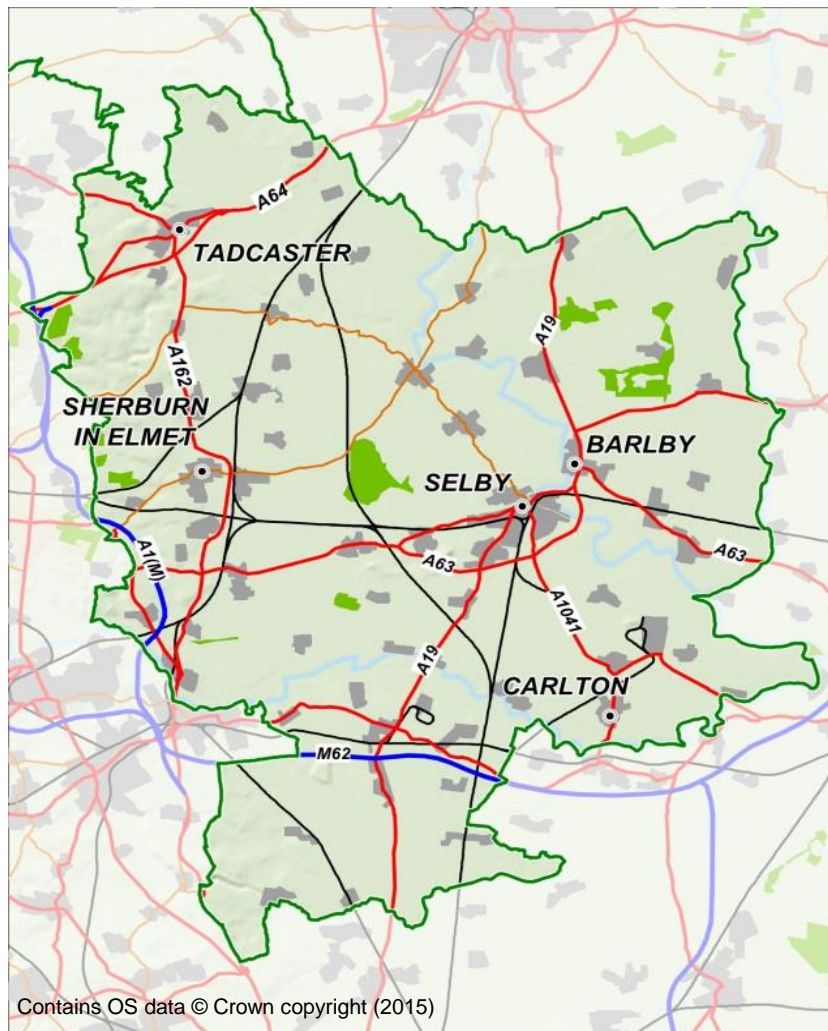 A64
TADCASTER
A19
A162
SHERBURN
IN ELMET
BARLBY
SELBY
A1(M)
A63
A63
A1041
A19
CARLTON
M62
Contains OS data © Crown copyright (2015)